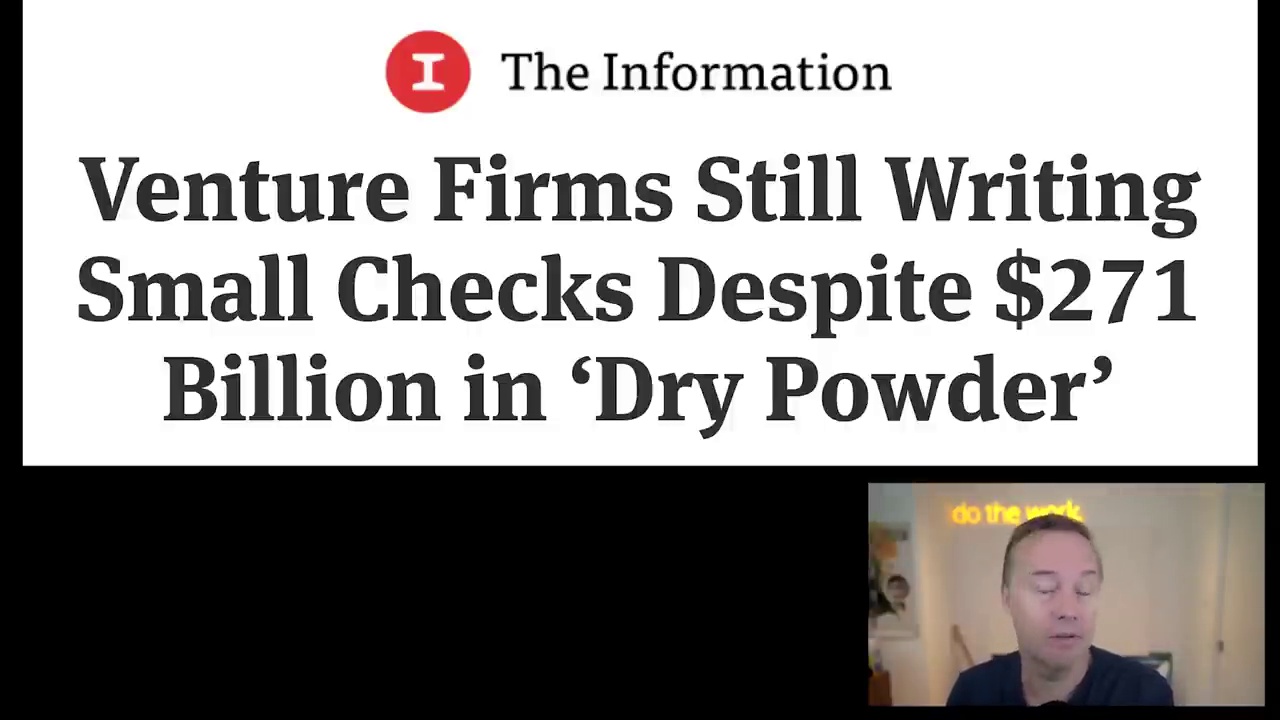 I The Information
Venture Firms Still Writing
Small Checks Despite $271
Billion in ‘Dry Powder’
do the work.